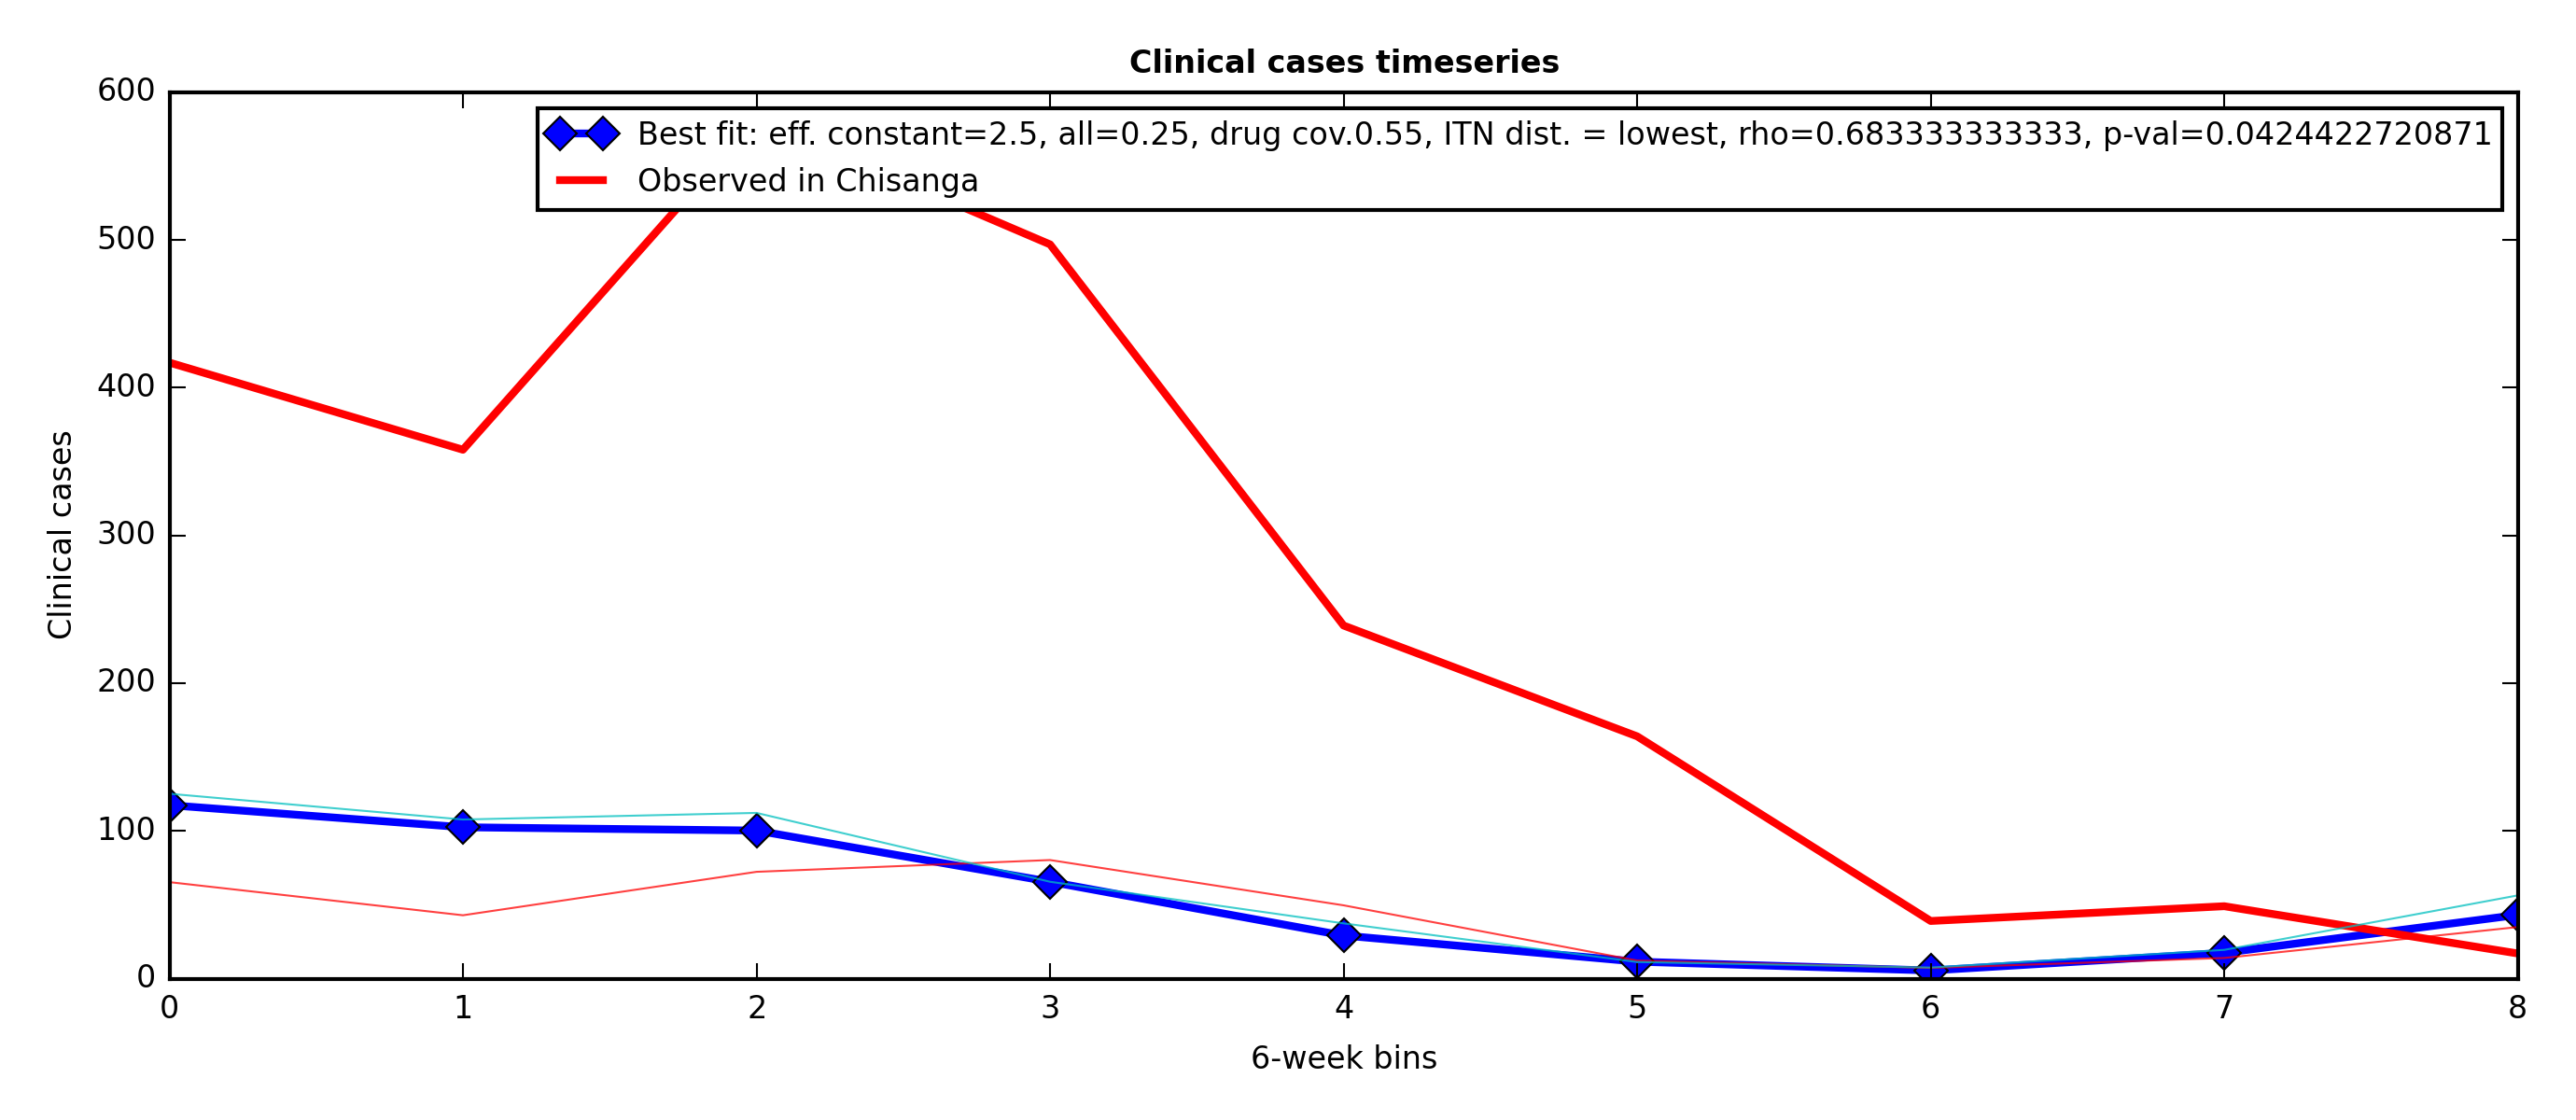 Clinical cases timeseries
600
500
400
300
200
100
0
Clinical cases
Best fit: eff. constant=2.5, all=0.25, drug cov.0.55, ITN dist. = lowest, rho=0.683333333333, p-val=0.0424422720871
Observed in Chisanga
0 1 2 3 4 5 6 7 8
6-week bins